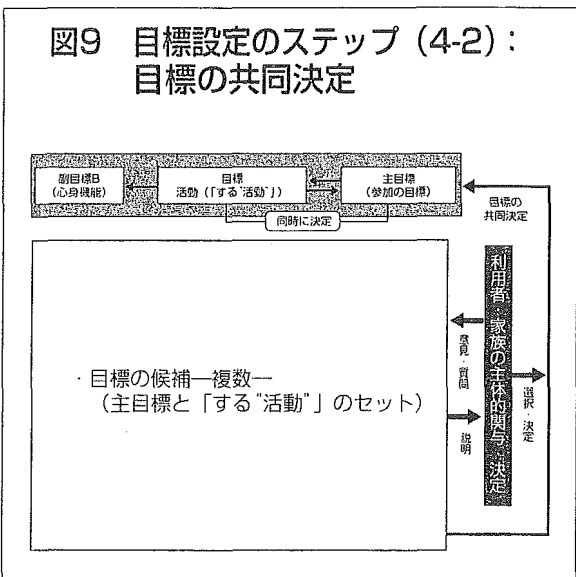 図9 目標設定のステップ（4-2）：
目標の共同決定
副目標B
（心身機能）
目標
活動（「する“活動”」）
主目標
（参加の目標）
同時に決定
目標の
共同決定
・目標の候補―複数―
（主目標と「する“活動”」のセット）
意見・質問
説明
利用者・家族の主体的関与・決定
選択・決定